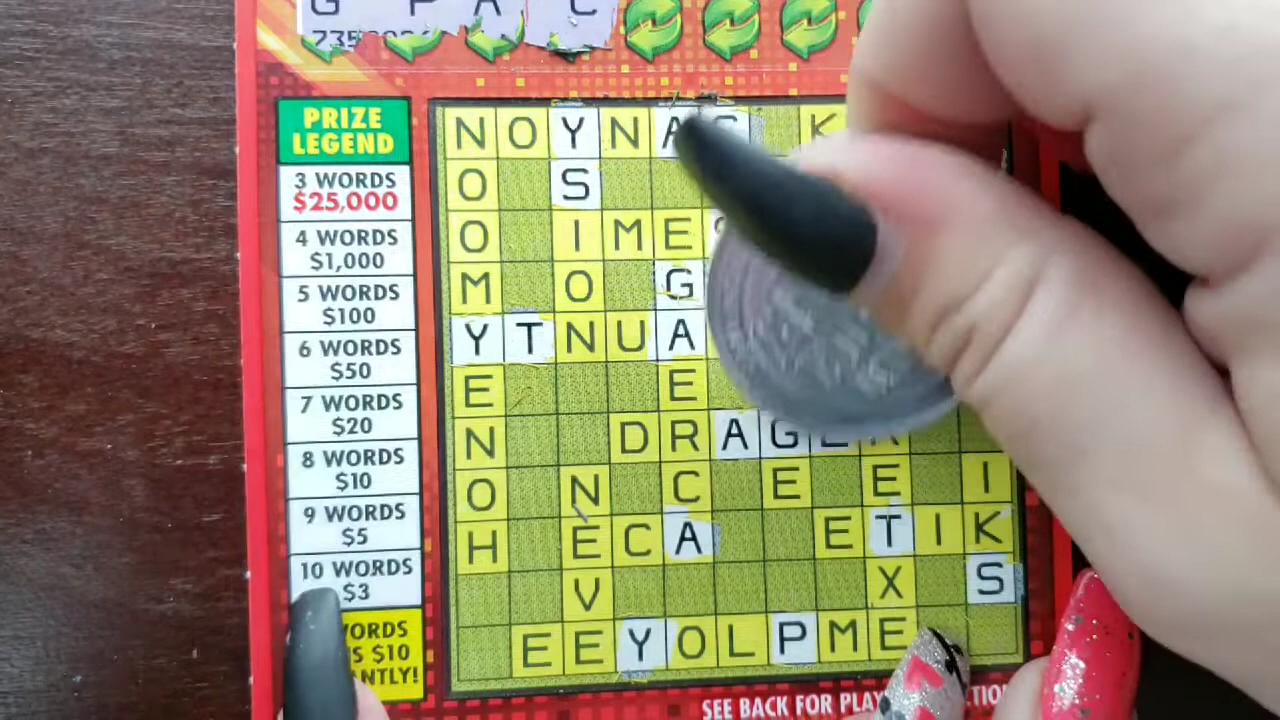 G P A C
PRIZE
LEGEND
3 WORDS
$25,000
4 WORDS
$1,000
5 WORDS
$100
6 WORDS
$50
7 WORDS
$20
8 WORDS
$10
9 WORDS
$5
10 WORDS
$3
N O Y N A K
O S
O I M E
M O G
Y T N U A
E E
N D R A G
O N C E E I
H E C A E T I K
V X S
E E Y O L P M E
SEE BACK FOR